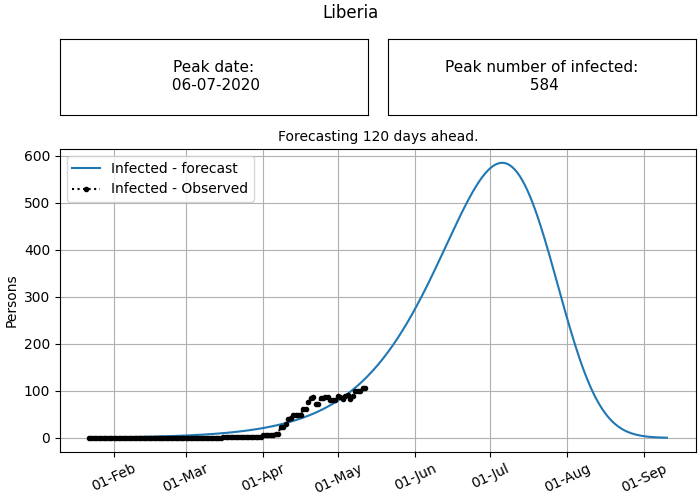 Liberia
Peak date:
06-07-2020
Peak number of infected:
584
Forecasting 120 days ahead.
Infected - forecast
Infected - Observed
Persons
600
500
400
300
200
100
0
01-Feb
01-Mar
01-Apr
01-May
01-Jun
01-Jul
01-Aug
01-Sep